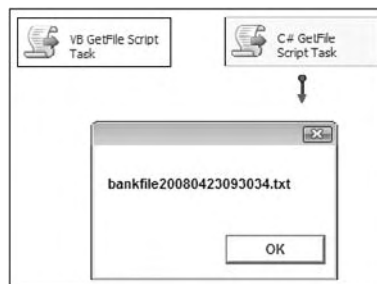 VB GetFile Script
Task
C# GetFile
Script Task
bankfile20080423093034.txt
OK